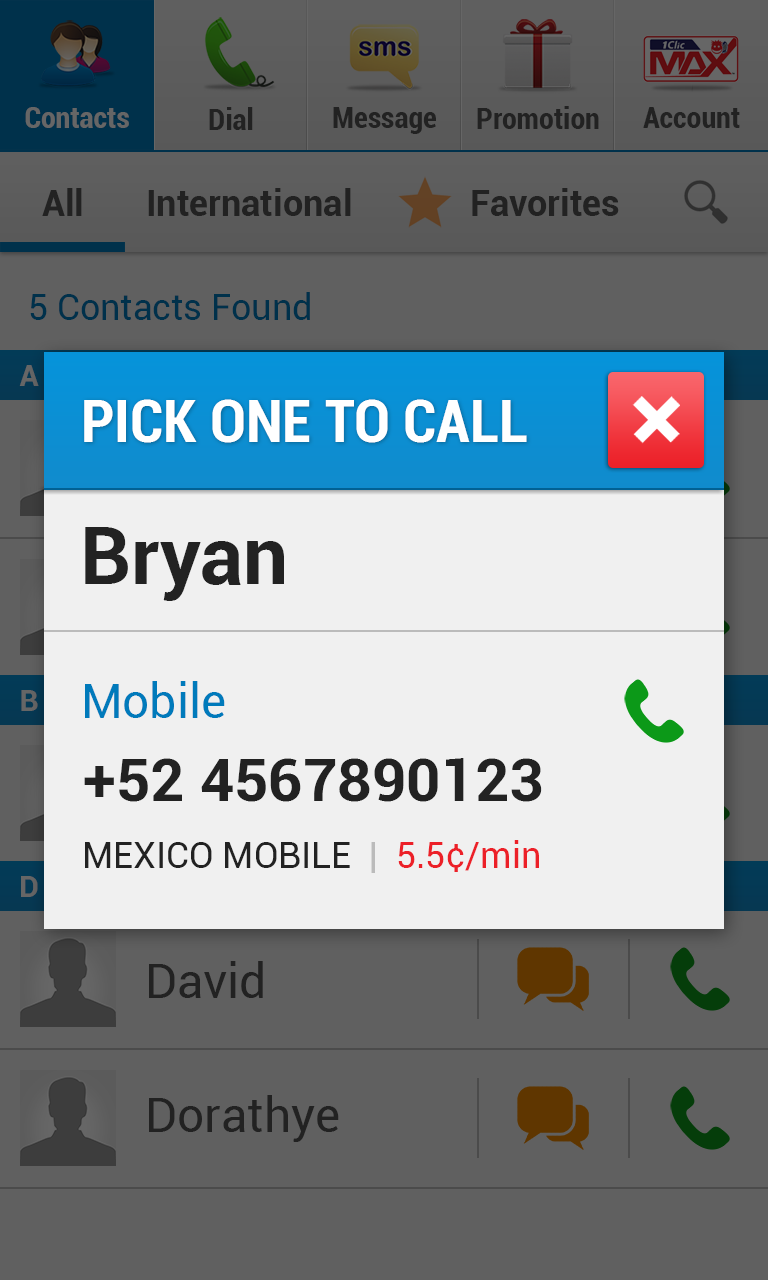 sms
1Clic
MAX
Contacts
Dial
Message
Promotion
Account
All
International
Favorites
5 Contacts Found
A
PICK ONE TO CALL
Bryan
B
Mobile
+52 4567890123
MEXICO MOBILE | 5.5¢/min
D
David
Dorathye